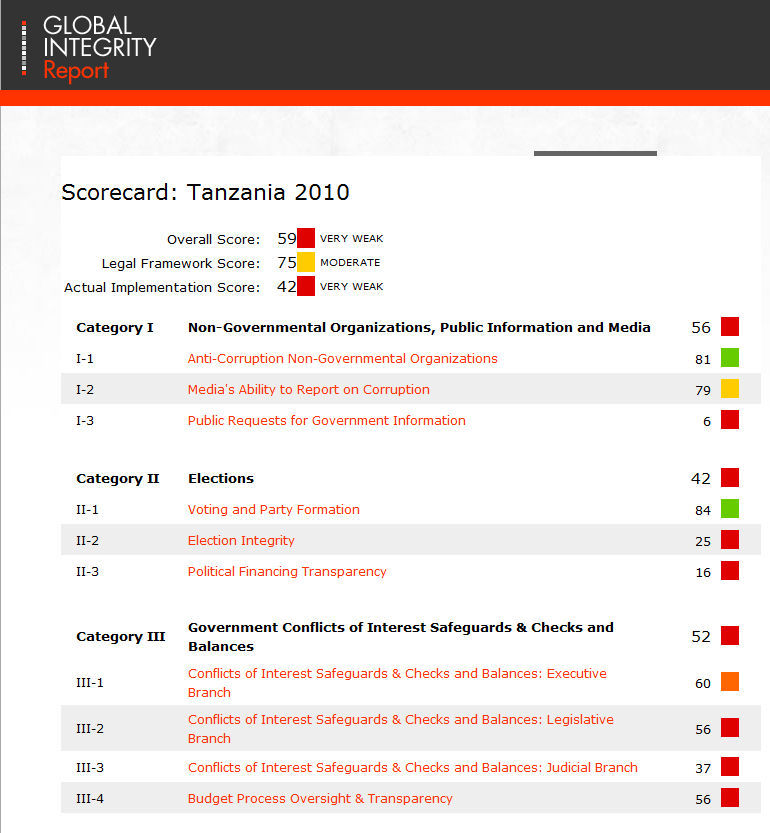 GLOBAL
INTEGRITY
Report
Scorecard: Tanzania 2010
Overall Score: 59 VERY WEAK
Legal Framework Score: 75 MODERATE
Actual Implementation Score: 42 VERY WEAK
Category I Non-Governmental Organizations, Public Information and Media 56
I-1 Anti-Corruption Non-Governmental Organizations 81
I-2 Media's Ability to Report on Corruption 79
I-3 Public Requests for Government Information 6
Category II Elections 42
II-1 Voting and Party Formation 84
II-2 Election Integrity 25
II-3 Political Financing Transparency 16
Category III Government Conflicts of Interest Safeguards & Checks and
Balances 52
III-1 Conflicts of Interest Safeguards & Checks and Balances: Executive
Branch 60
III-2 Conflicts of Interest Safeguards & Checks and Balances: Legislative
Branch 56
III-3 Conflicts of Interest Safeguards & Checks and Balances: Judicial Branch 37
III-4 Budget Process Oversight & Transparency 56